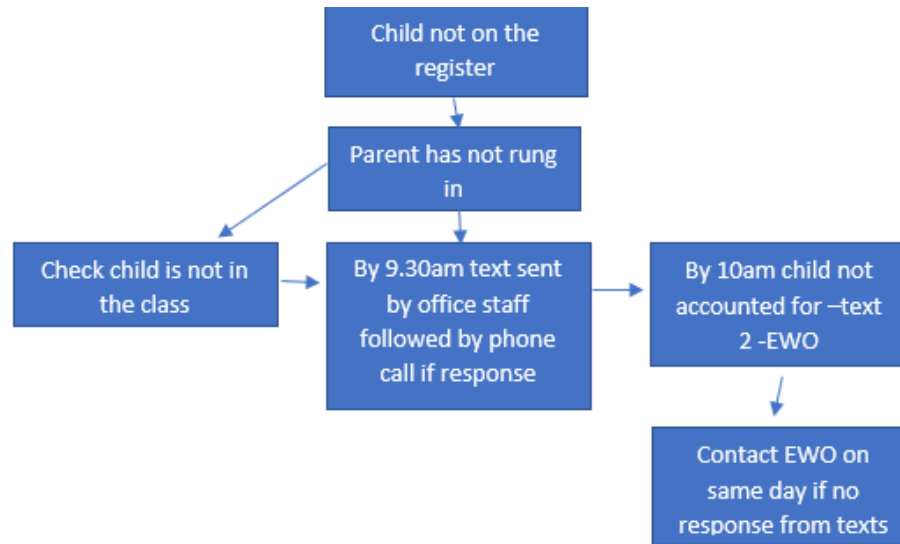 Child not on the
register
Parent has not rung
in
Check child is not in
the class
By 9.30am text sent
by office staff
followed by phone
call if response
By 10am child not
accounted for –text
2 -EWO
Contact EWO on
same day if no
response from texts